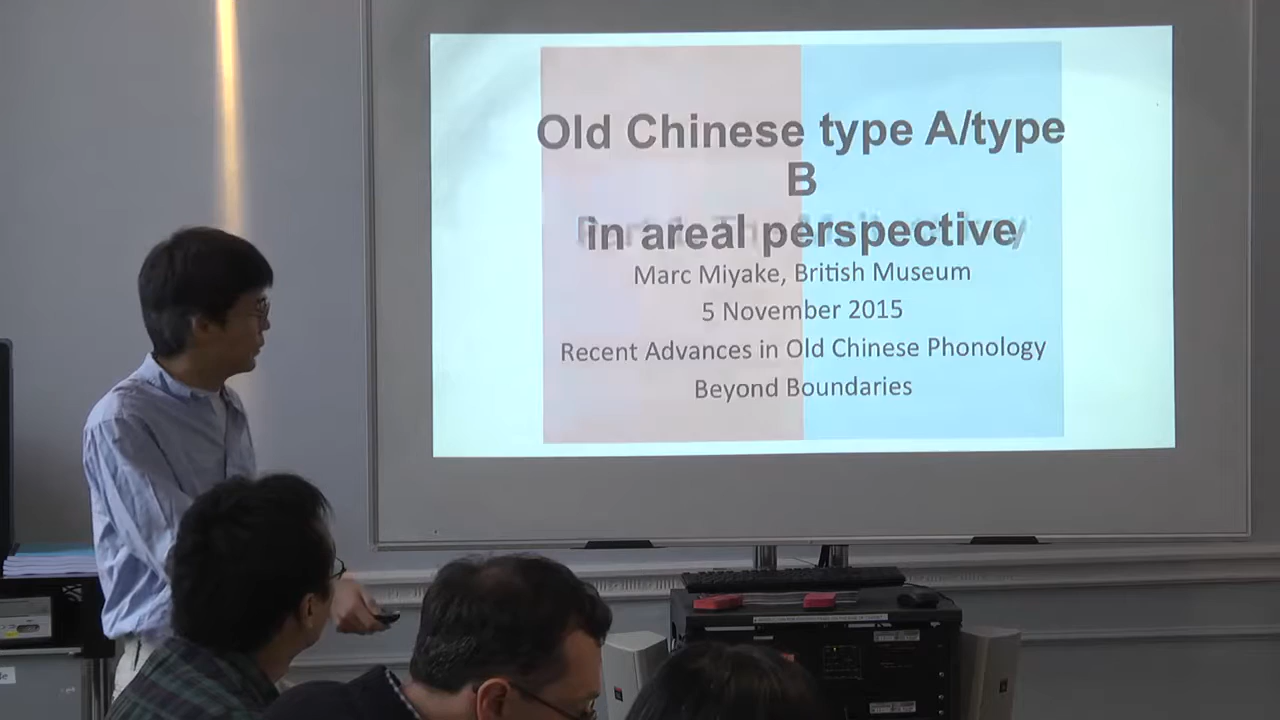 Old Chinese type A/type
B
in areal perspective
Marc Miyake, British Museum
5 November 2015
Recent Advances in Old Chinese Phonology
Beyond Boundaries